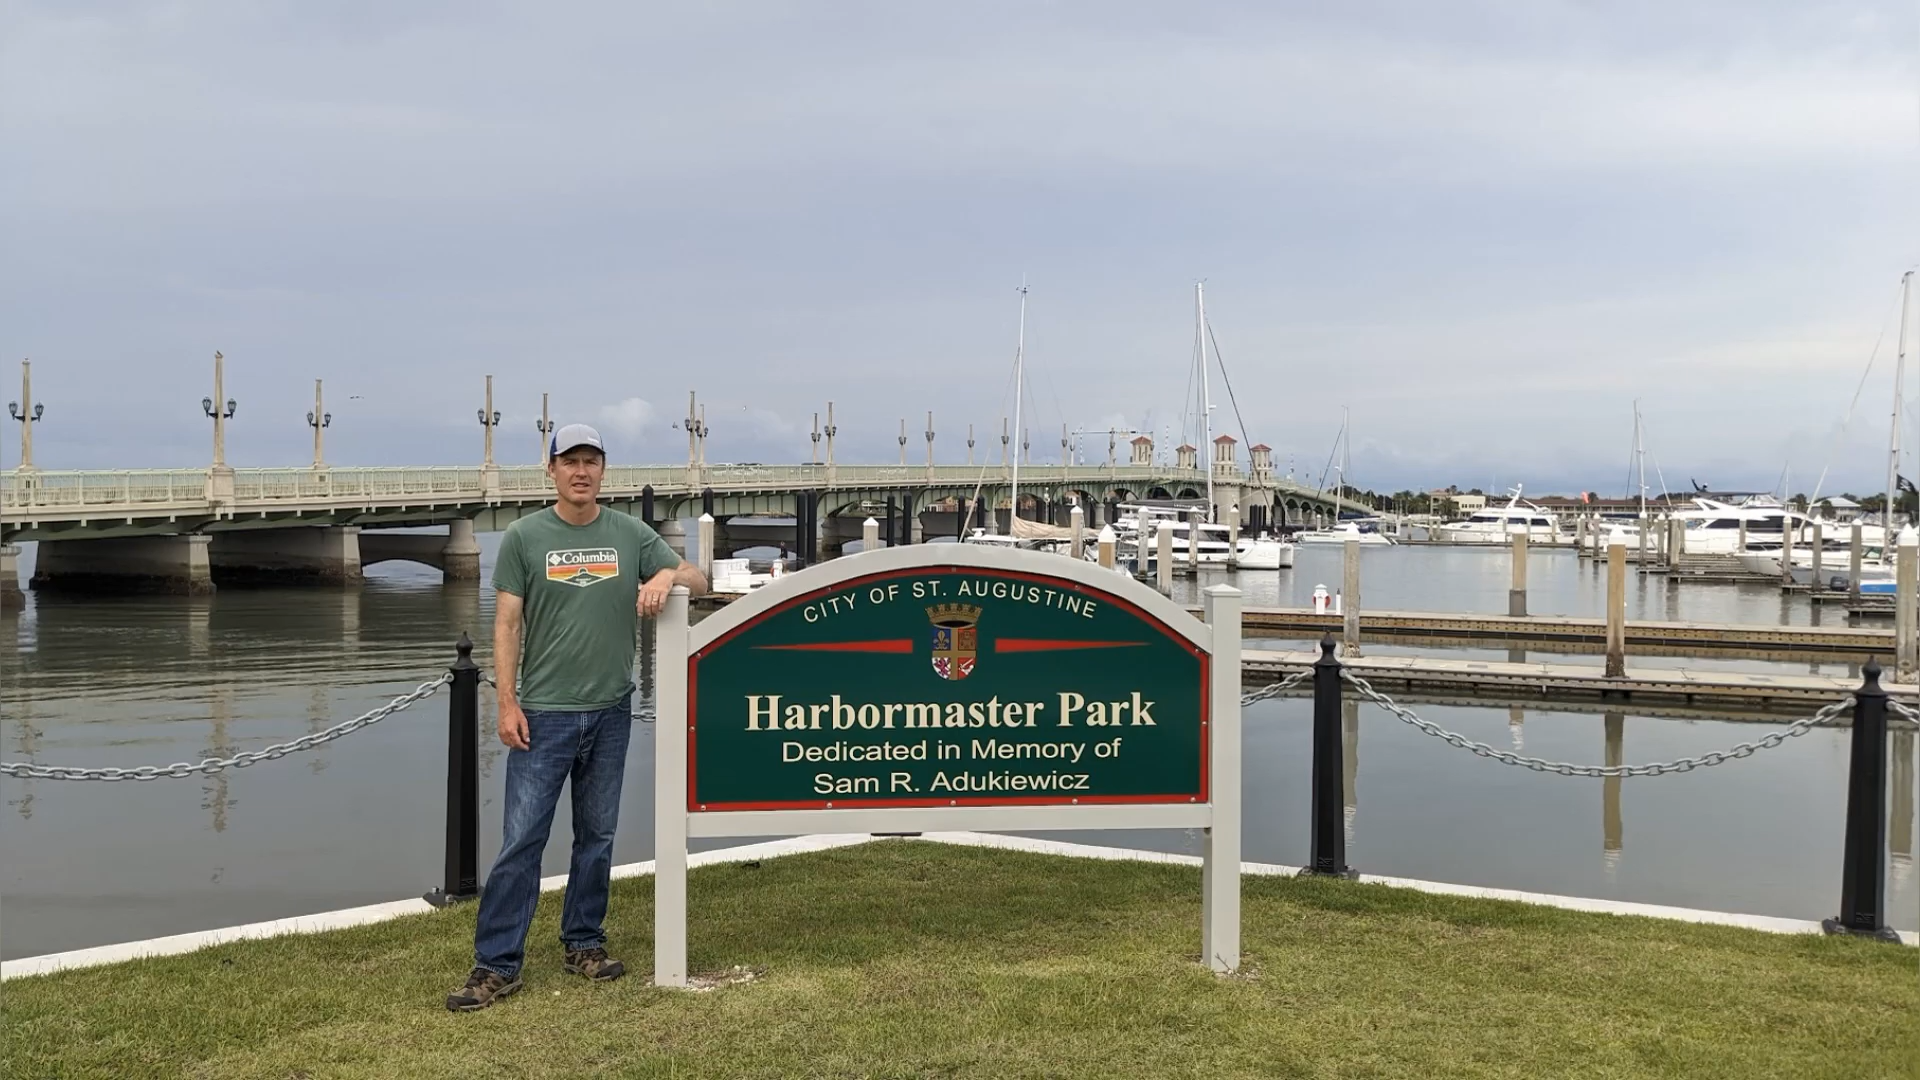 Columbia
CITY OF ST. AUGUSTINE
Harbormaster Park
Dedicated in Memory of
Sam R. Adukiewicz